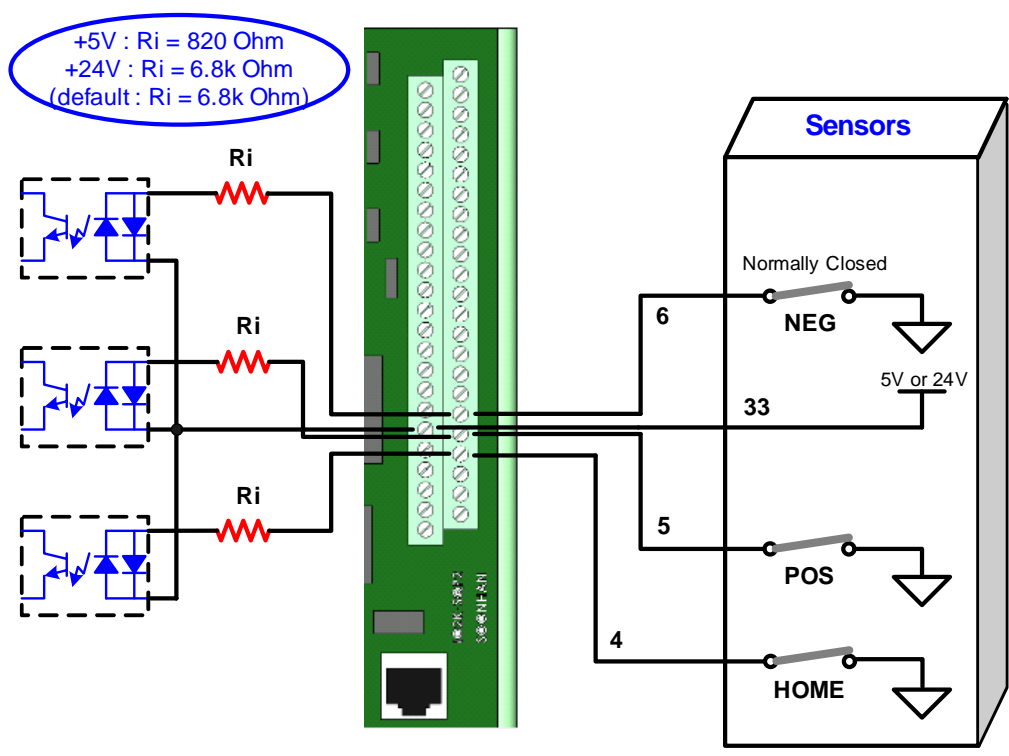 +5V : Ri = 820 Ohm
+24V : Ri = 6.8k Ohm
(default : Ri = 6.8k Ohm)
Sensors
Ri
Normally Closed
NEG
6
Ri
5V or 24V
33
Ri
5
POS
4
HOME
SOONHAN